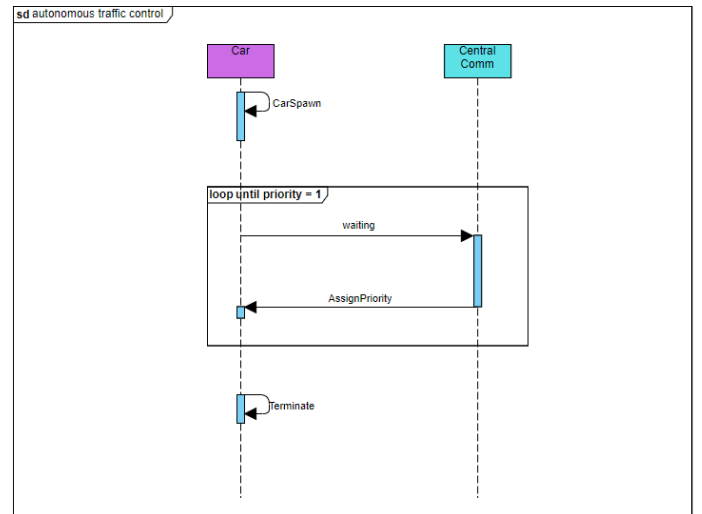 sd autonomous traffic control
Car
Central
Comm
CarSpawn
loop until priority = 1
waiting
AssignPriority
Terminate